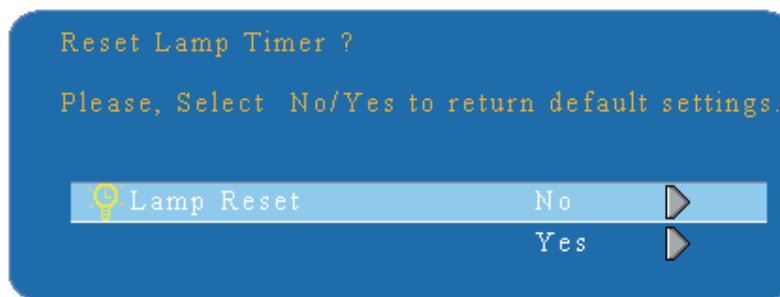 Reset Lamp Timer ?
Please, Select No/Yes to return default settings.
Lamp Reset No
Yes